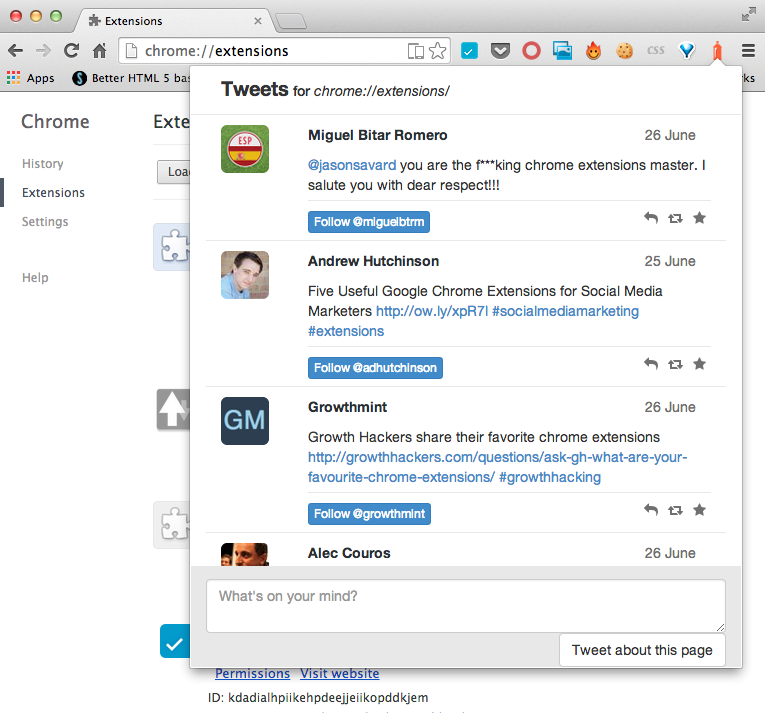 Extensions
chrome://extensions
CSS
Apps
Better HTML 5 bas
ks
Chrome
History
Extensions
Settings
Help
Exte
Loa
Tweets for chrome://extensions/
Miguel Bitar Romero 26 June
ESP
@jasonsavard you are the f***king chrome extensions master. I
salute you with dear respect!!!
Follow @miguelbtrm
Andrew Hutchinson 25 June
Five Useful Google Chrome Extensions for Social Media
Marketers http://ow.ly/xpR7l #socialmediamarketing
#extensions
Follow @adhutchinson
Growthmint 26 June
GM
Growth Hackers share their favorite chrome extensions
http://growthhackers.com/questions/ask-gh-what-are-your-
favourite-chrome-extensions/ #growthhacking
Follow @growthmint
Alec Couros 26 June
What's on your mind?
Tweet about this page
Permissions Visit website
ID: kdadialhpiikehpdeejjeiikopddkjem